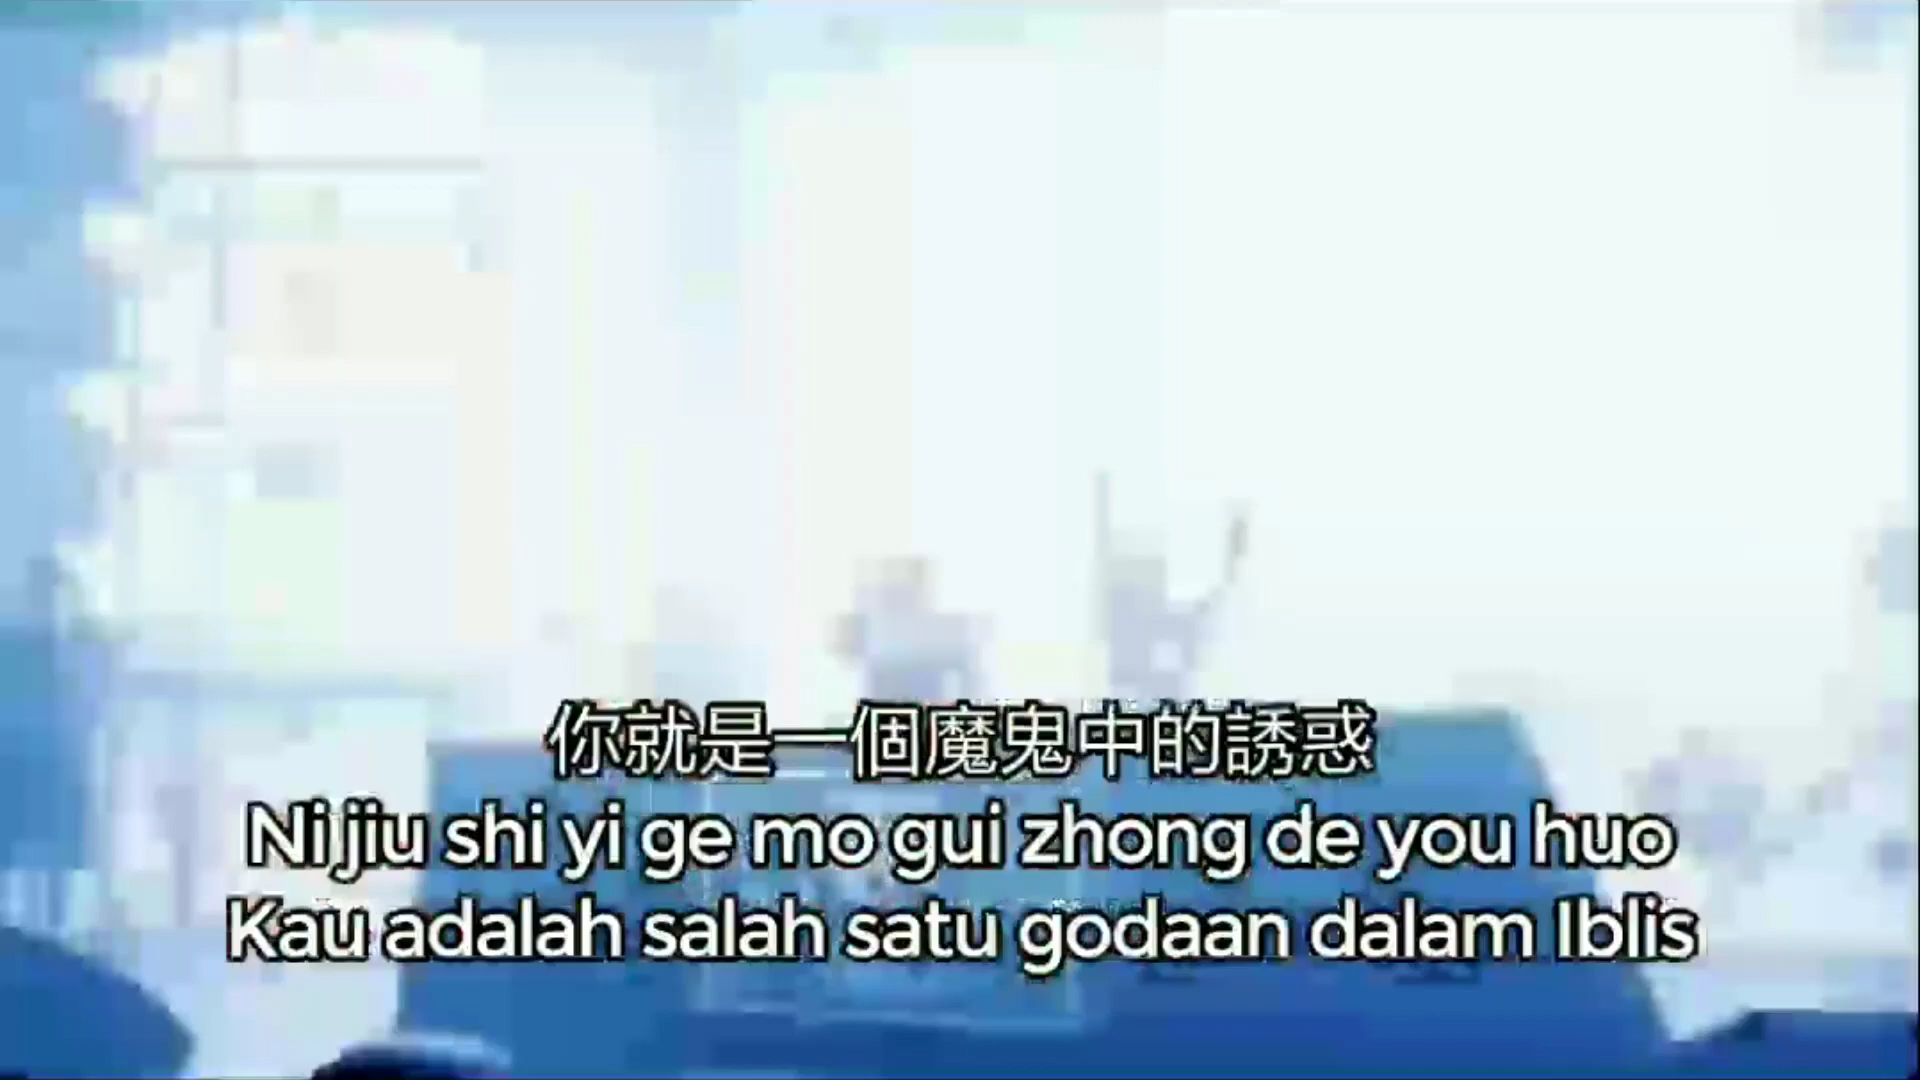 你就是一個魔鬼中的誘惑
Ni jiu shi yi ge mo gui zhong de you huo
Kau adalah salah satu godaan dalam Iblis